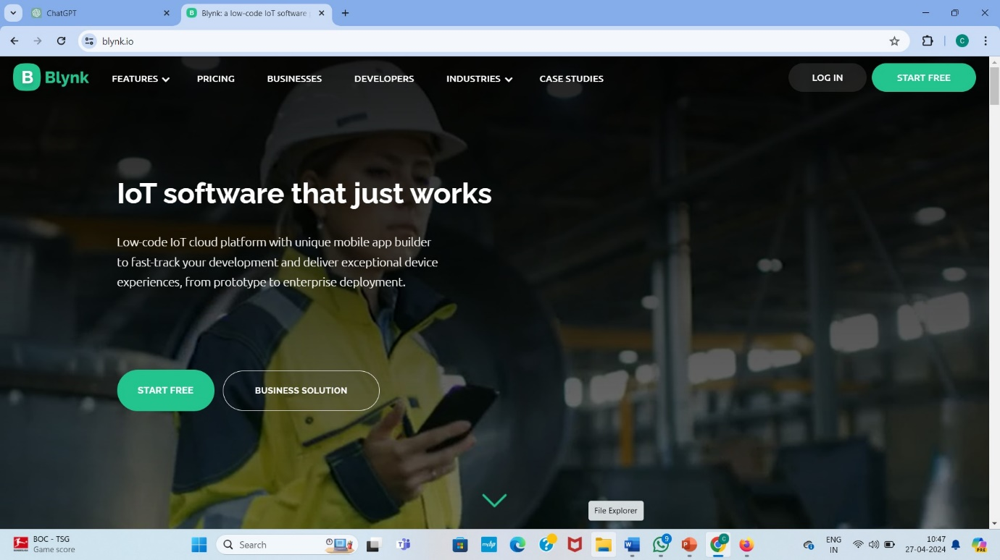 ChatGPT
Blynk: a low-code IoT software
blynk.io
C
B Blynk
FEATURES
PRICING
BUSINESSES
DEVELOPERS
INDUSTRIES
CASE STUDIES
LOG IN
START FREE
IoT software that just works
Low-code IoT cloud platform with unique mobile app builder
to fast-track your development and deliver exceptional device
experiences, from prototype to enterprise deployment.
START FREE
BUSINESS SOLUTION
File Explorer
BOC - TSG
Game score
Search
9
C
ENG
IN
10:47
27-04-2024
PRE